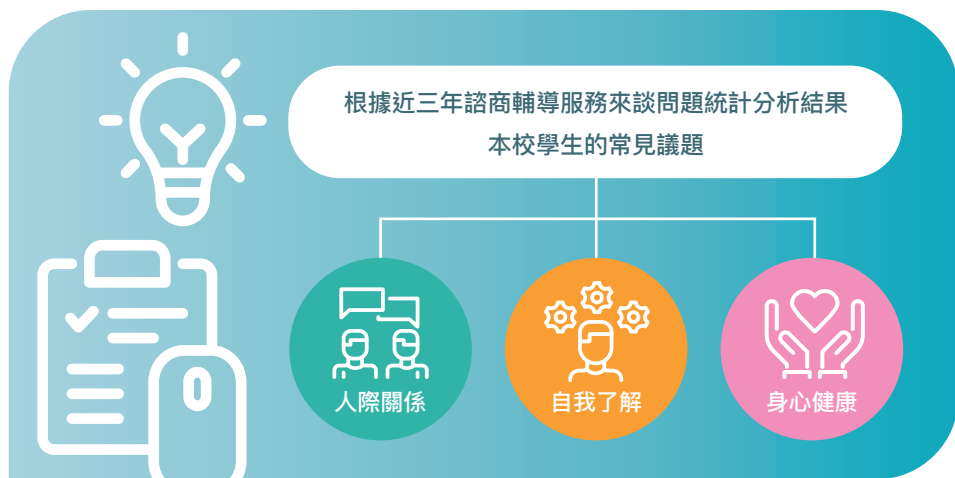 根據近三年諮商輔導服務來談問題統計分析結果
本校學生的常見議題
人際關係
自我了解
身心健康